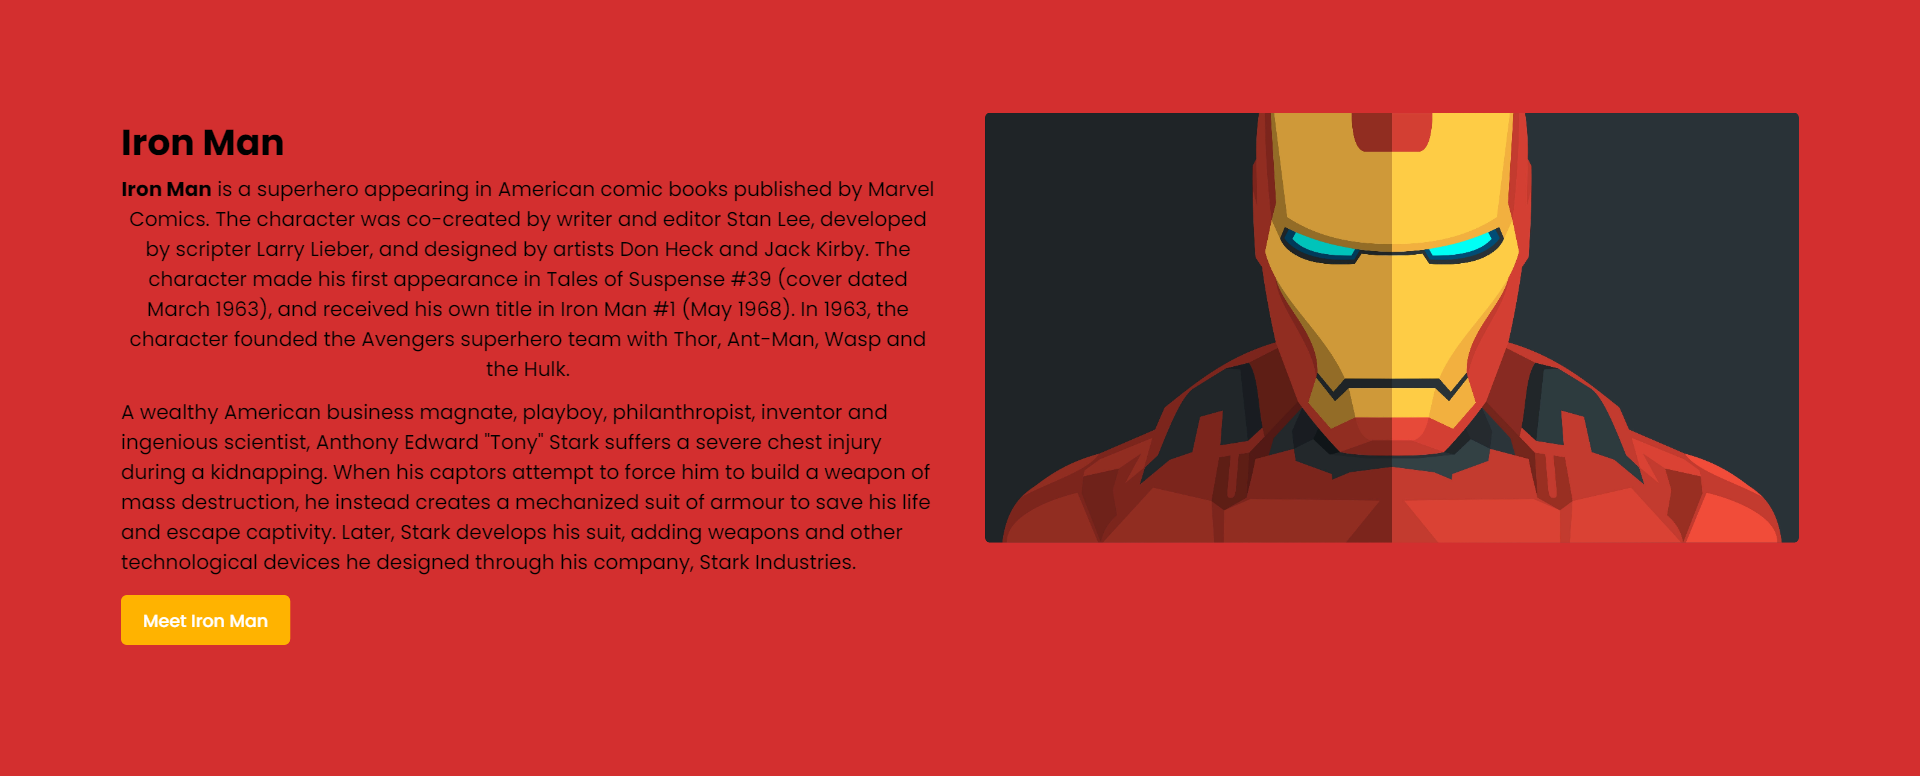 Iron Man
Iron Man is a superhero appearing in American comic books published by Marvel
Comics. The character was co-created by writer and editor Stan Lee, developed
by scripter Larry Lieber, and designed by artists Don Heck and Jack Kirby. The
character made his first appearance in Tales of Suspense #39 (cover dated
March 1963), and received his own title in Iron Man #1 (May 1968). In 1963, the
character founded the Avengers superhero team with Thor, Ant-Man, Wasp and
the Hulk.
A wealthy American business magnate, playboy, philanthropist, inventor and
ingenious scientist, Anthony Edward "Tony" Stark suffers a severe chest injury
during a kidnapping. When his captors attempt to force him to build a weapon of
mass destruction, he instead creates a mechanized suit of armour to save his life
and escape captivity. Later, Stark develops his suit, adding weapons and other
technological devices he designed through his company, Stark Industries.
Meet Iron Man